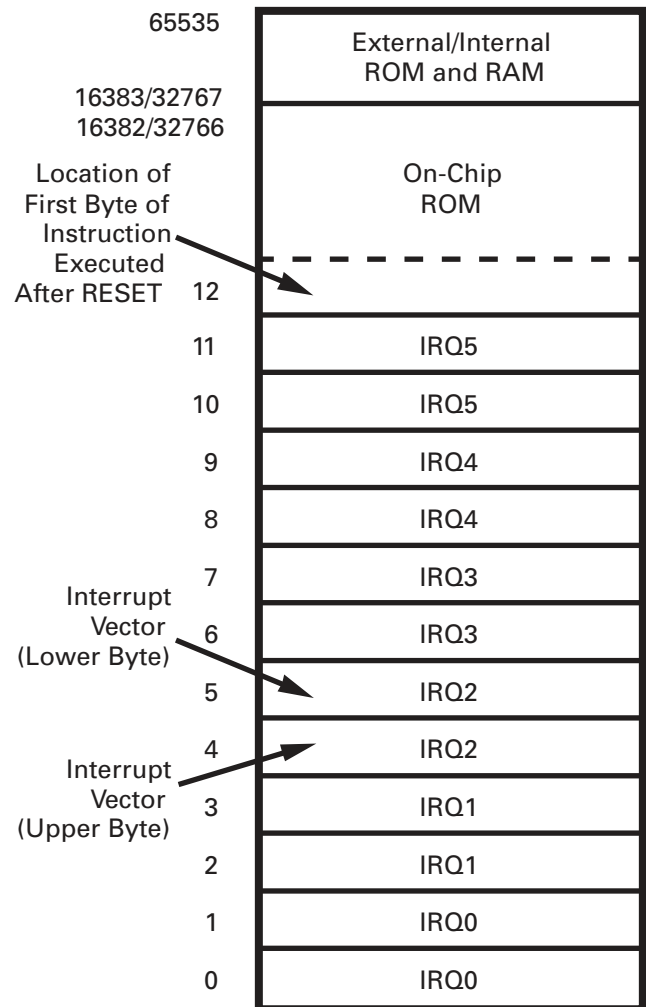 65535
External/Internal
ROM and RAM
16383/32767
16382/32766
On-Chip
ROM
Location of
First Byte of
Instruction
Executed
After RESET
12
11
IRQ5
10
IRQ5
9
IRQ4
8
IRQ4
7
IRQ3
Interrupt
Vector
(Lower Byte)
6
IRQ3
5
IRQ2
4
IRQ2
Interrupt
Vector
(Upper Byte)
3
IRQ1
2
IRQ1
1
IRQ0
0
IRQ0